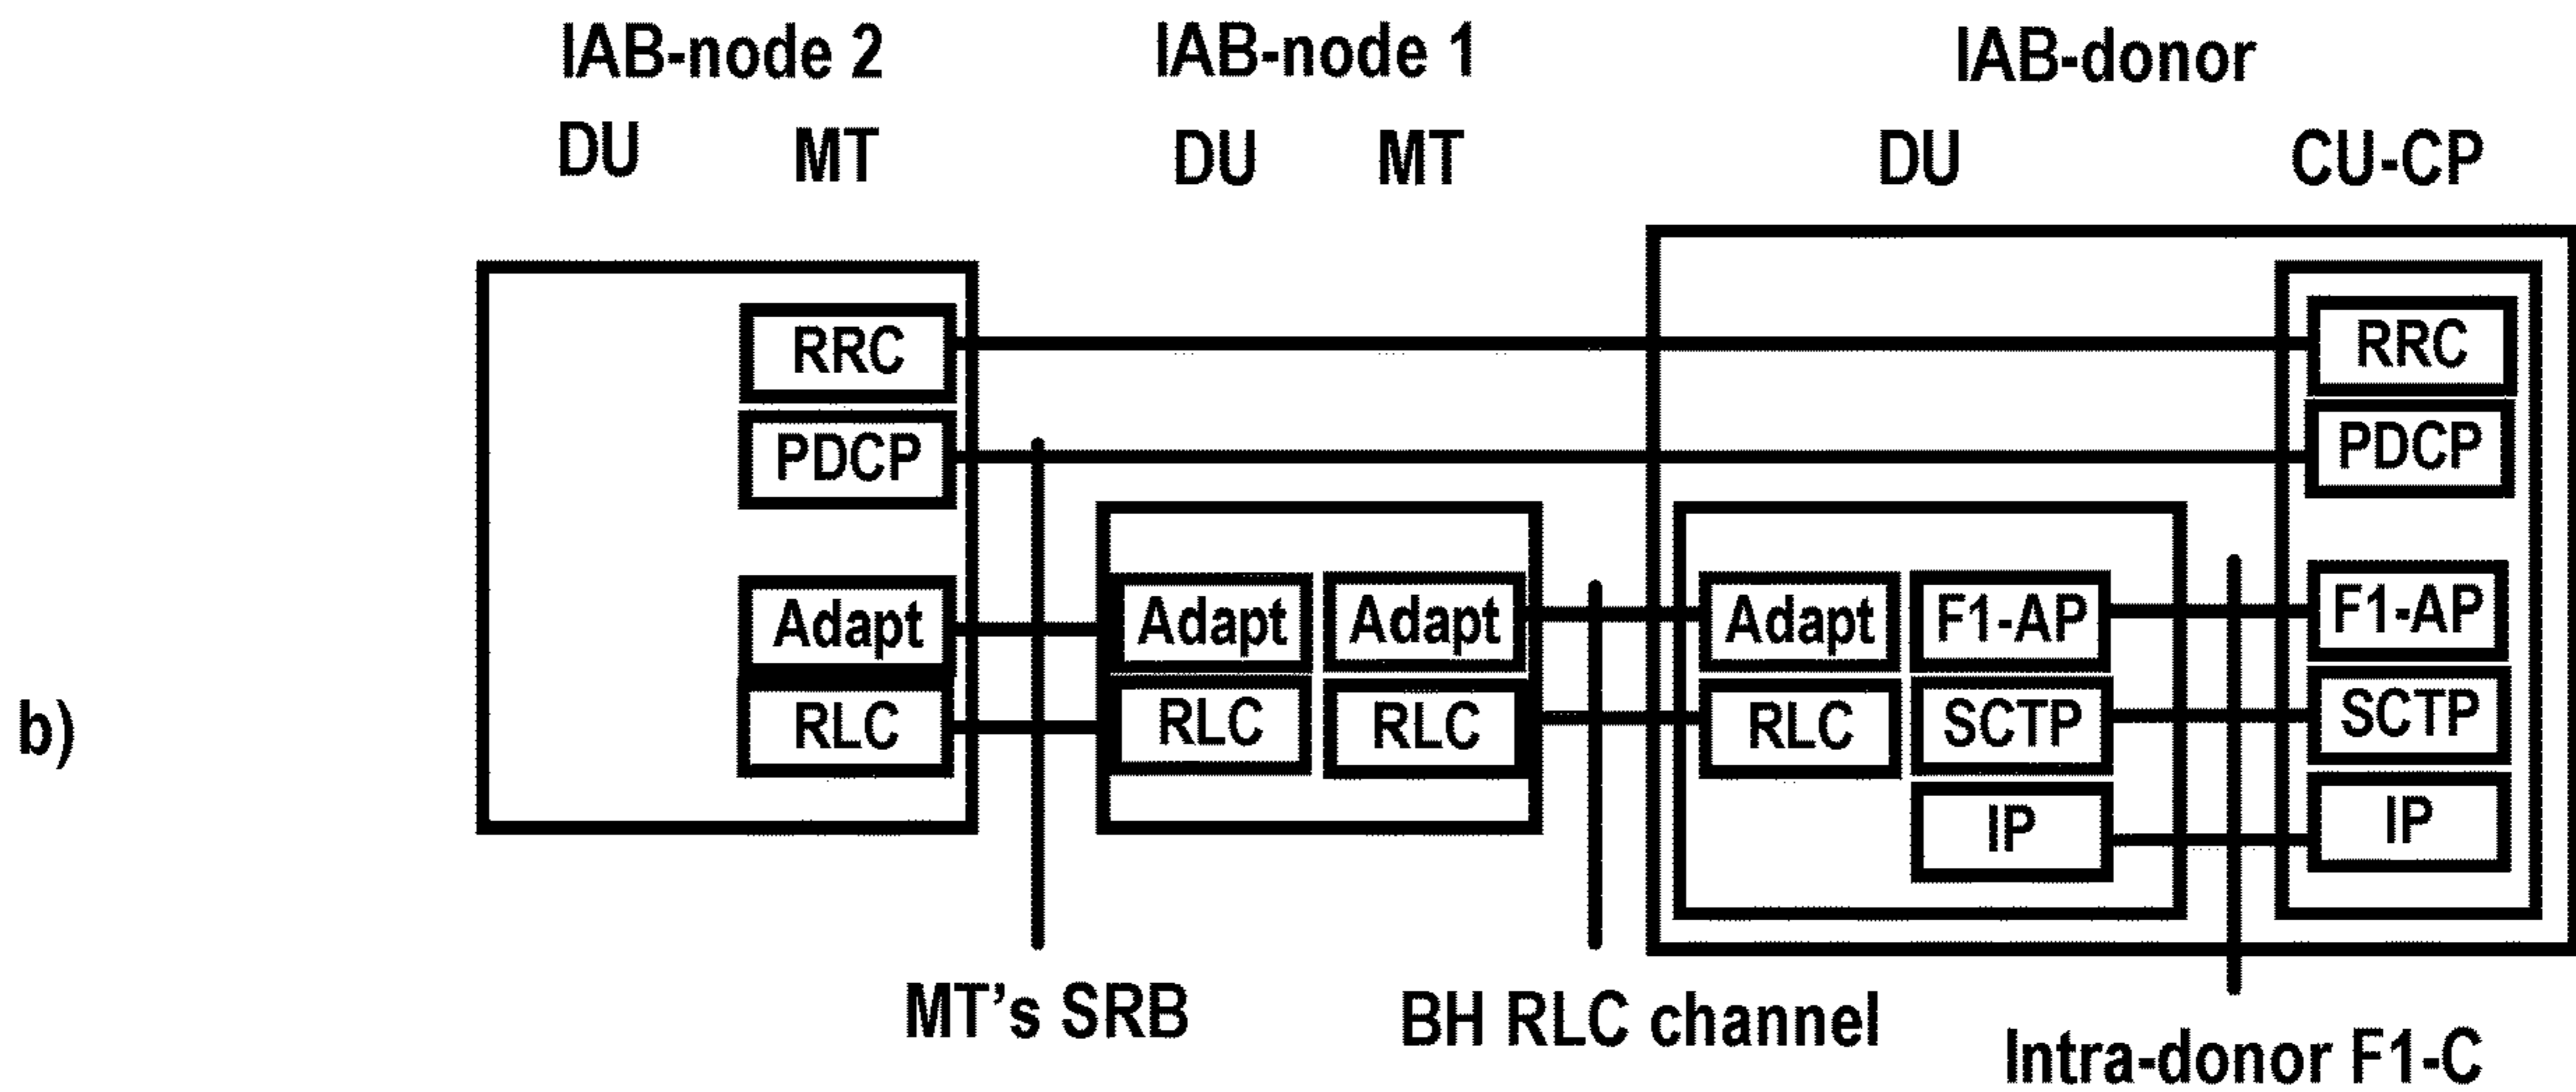 IAB-node 2 IAB-node 1 IAB-donor
DU MT DU MT DU CU-CP
RRC RRC
PDCP PDCP
Adapt Adapt Adapt Adapt F1-AP F1-AP
RLC RLC RLC RLC SCTP SCTP
b)
IP IP
MT's SRB BH RLC channel
Intra-donor F1-C